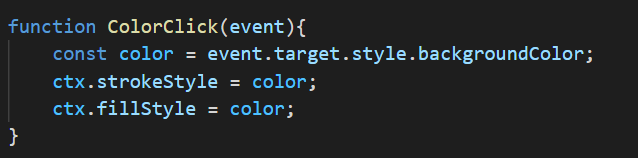 function ColorClick(event){
    const color = event.target.style.backgroundColor;
    ctx.strokeStyle = color;
    ctx.fillStyle = color;
}